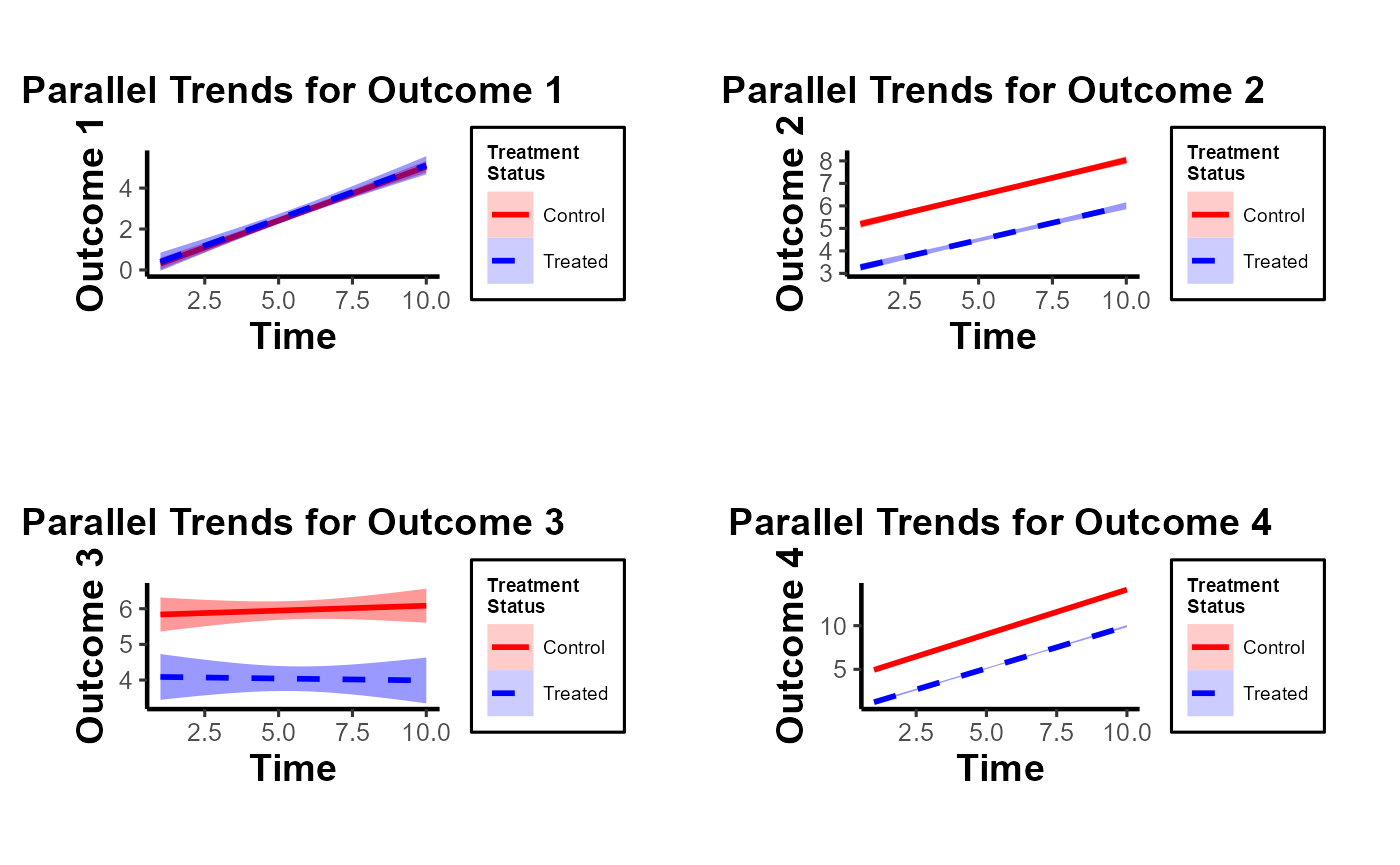 Parallel Trends for Outcome 1
Outcome 1
4
2
0
2.5 5.0 7.5 10.0
Time
Treatment
Status
Control
Treated
Parallel Trends for Outcome 2
Outcome 2
8
7
6
5
4
3
2.5 5.0 7.5 10.0
Time
Treatment
Status
Control
Treated
Parallel Trends for Outcome 3
Outcome 3
6
5
4
2.5 5.0 7.5 10.0
Time
Treatment
Status
Control
Treated
Parallel Trends for Outcome 4
Outcome 4
10
5
2.5 5.0 7.5 10.0
Time
Treatment
Status
Control
Treated